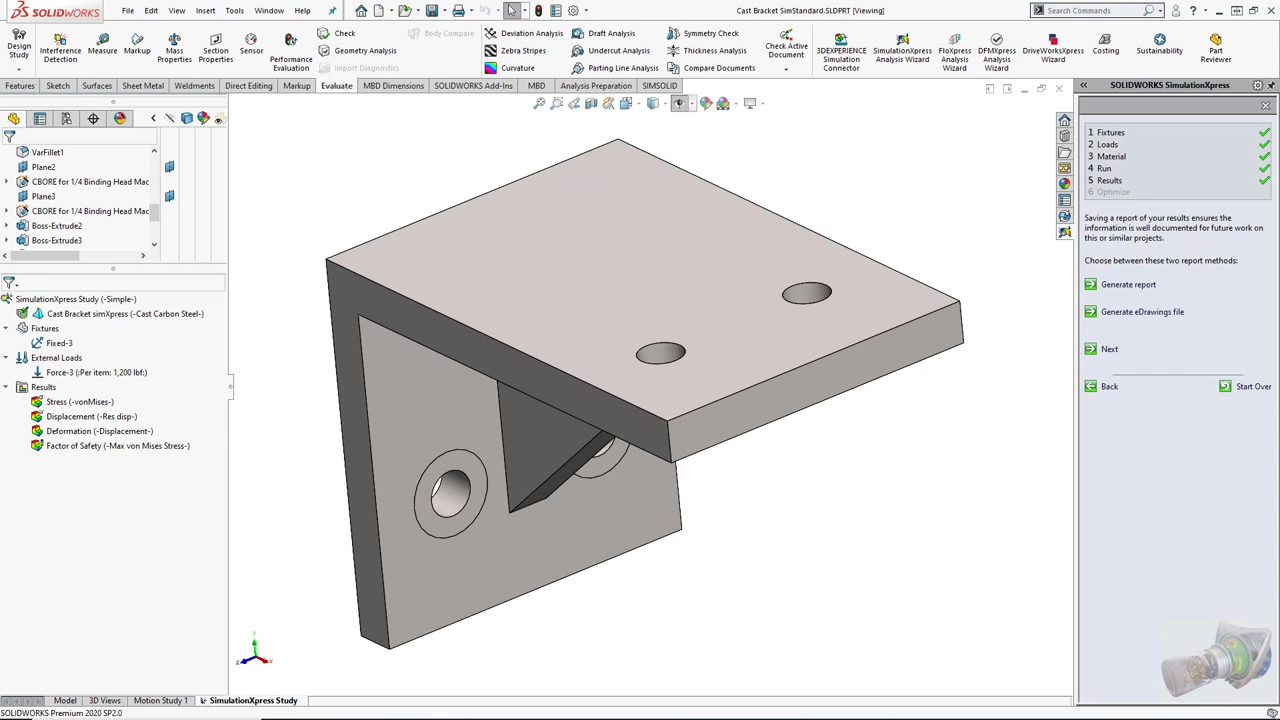 SOLIDWORKS File Edit View Insert Tools Window Help
Cast Bracket SimStandard.SLDPRT [Viewing]
Search Commands
Design Study
Interference Detection
Measure
Markup
Mass Properties
Section Properties
Sensor
Performance Evaluation
Check
Geometry Analysis
Import Diagnostics
Body Compare
Deviation Analysis
Zebra Stripes
Curvature
Draft Analysis
Undercut Analysis
Parting Line Analysis
Symmetry Check
Thickness Analysis
Compare Documents
Check Active Document
3DEXPERIENCE Simulation Connector
SimulationXpress Analysis Wizard
FloXpress Analysis Wizard
DFMXpress Analysis Wizard
DriveWorksXpress Wizard
Costing
Sustainability
Part Reviewer
Features Sketch Surfaces Sheet Metal Weldments Direct Editing Markup Evaluate MBD Dimensions SOLIDWORKS Add-Ins MBD Analysis Preparation SIMSOLID
VarFillet1
Plane2
CBORE for 1/4 Binding Head Mac
Plane3
CBORE for 1/4 Binding Head Mac
Boss-Extrude2
Boss-Extrude3
SimulationXpress Study (-Simple-)
Cast Bracket simXpress (-Cast Carbon Steel-)
Fixtures
Fixed-3
External Loads
Force-3 (:Per item: 1,200 lbf:)
Results
Stress (-vonMises-)
Displacement (-Res disp-)
Deformation (-Displacement-)
Factor of Safety (-Max von Mises Stress-)
Y
Z
X
SOLIDWORKS SimulationXpress
1 Fixtures
2 Loads
3 Material
4 Run
5 Results
6 Optimize
Saving a report of your results ensures the
information is well documented for future work on
this or similar projects.
Choose between these two report methods:
Generate report
Generate eDrawings file
Next
Back Start Over
Model 3D Views Motion Study 1 SimulationXpress Study
SOLIDWORKS Premium 2020 SP2.0